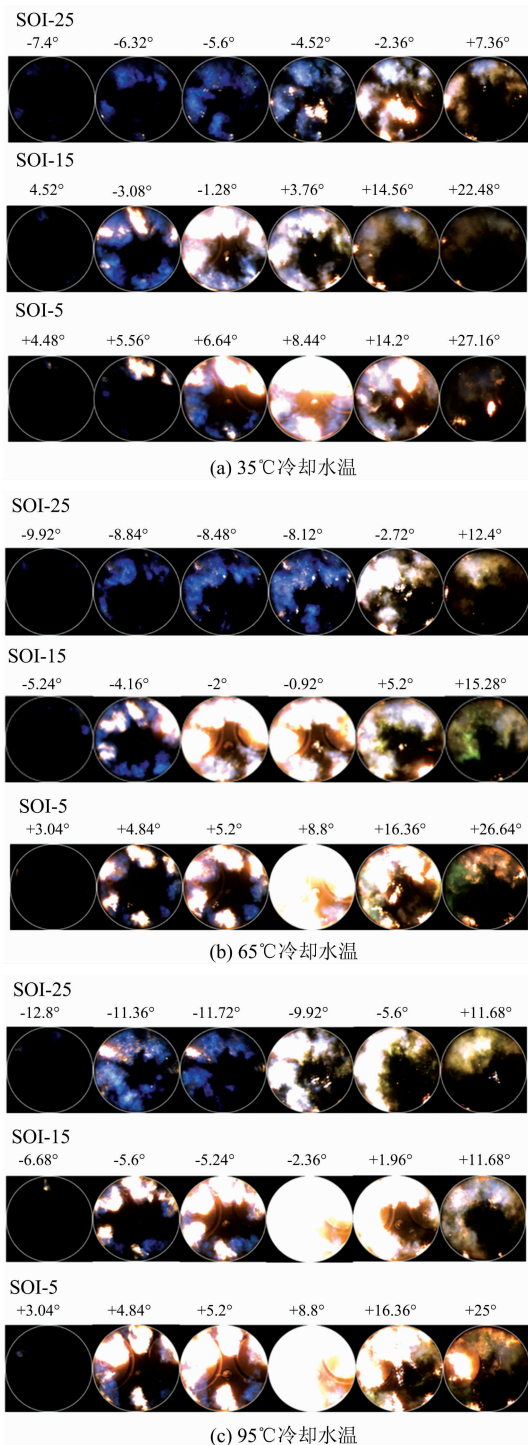 SOI-25
-7.4° -6.32° -5.6° -4.52° -2.36° +7.36°
SOI-15
4.52° -3.08° -1.28° +3.76° +14.56° +22.48°
SOI-5
+4.48° +5.56° +6.64° +8.44° +14.2° +27.16°
(a) 35℃冷却水温
SOI-25
-9.92° -8.84° -8.48° -8.12° -2.72° +12.4°
SOI-15
-5.24° -4.16° -2° -0.92° +5.2° +15.28°
SOI-5
+3.04° +4.84° +5.2° +8.8° +16.36° +26.64°
(b) 65℃冷却水温
SOI-25
-12.8° -11.36° -11.72° -9.92° -5.6° +11.68°
SOI-15
-6.68° -5.6° -5.24° -2.36° +1.96° +11.68°
SOI-5
+3.04° +4.84° +5.2° +8.8° +16.36° +25°
(c) 95℃冷却水温